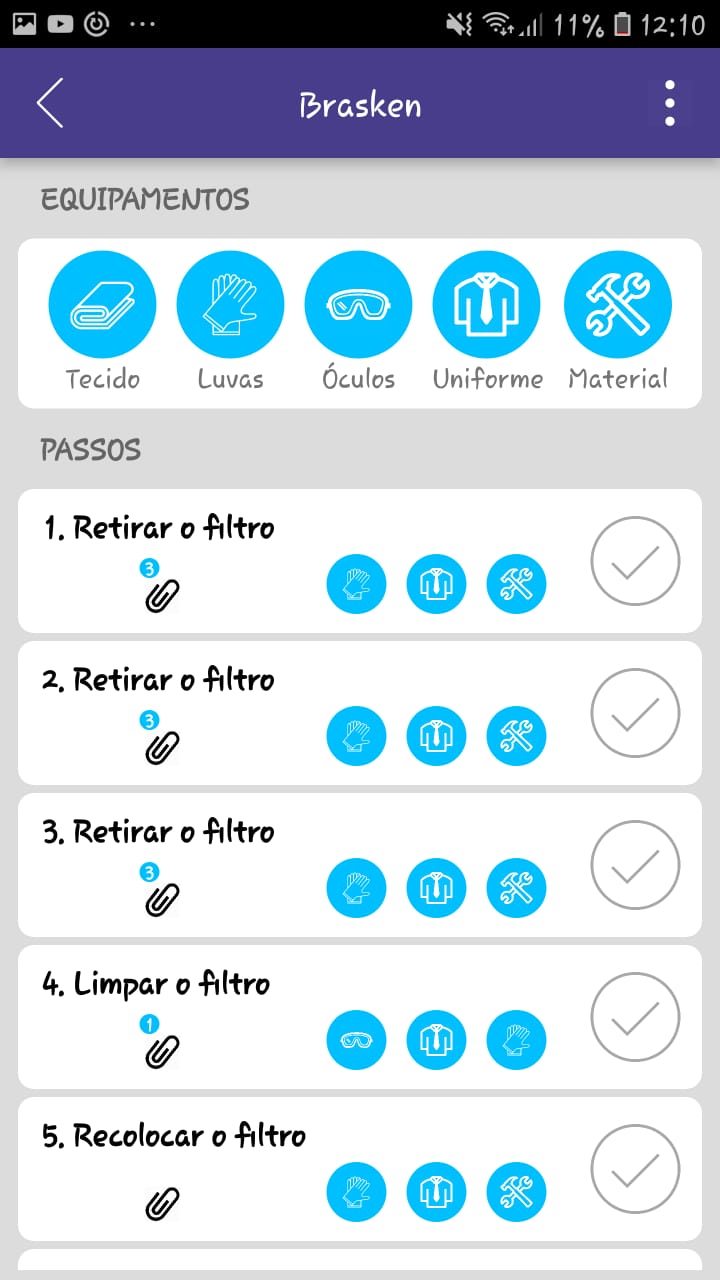 11% 12:10
Brasken
EQUIPAMENTOS
Tecido Luvas Óculos Uniforme Material
PASSOS
1. Retirar o filtro
3
2. Retirar o filtro
3
3. Retirar o filtro
3
4. Limpar o filtro
1
5. Recolocar o filtro